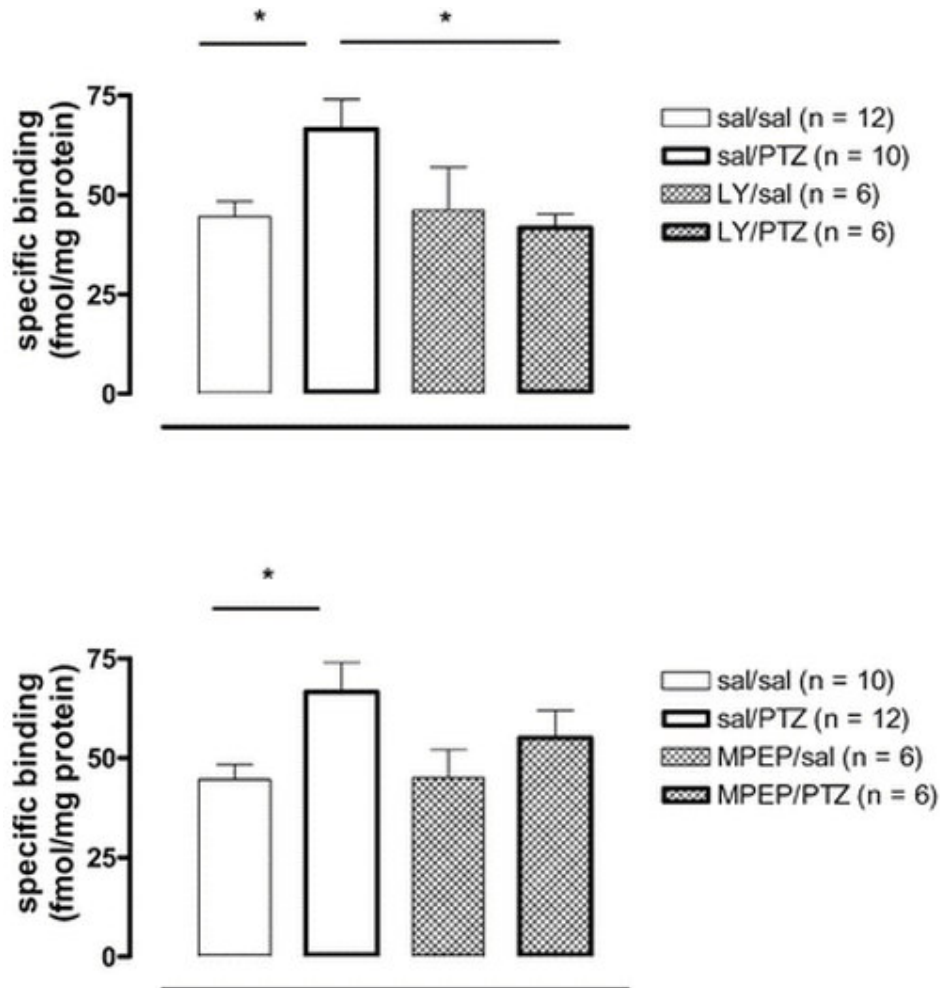 *
*
specific binding
(fmol/mg protein)
75
50
25
0
sal/sal (n = 12)
sal/PTZ (n = 10)
LY/sal (n = 6)
LY/PTZ (n = 6)
*
specific binding
(fmol/mg protein)
75
50
25
0
sal/sal (n = 10)
sal/PTZ (n = 12)
MPEP/sal (n = 6)
MPEP/PTZ (n = 6)